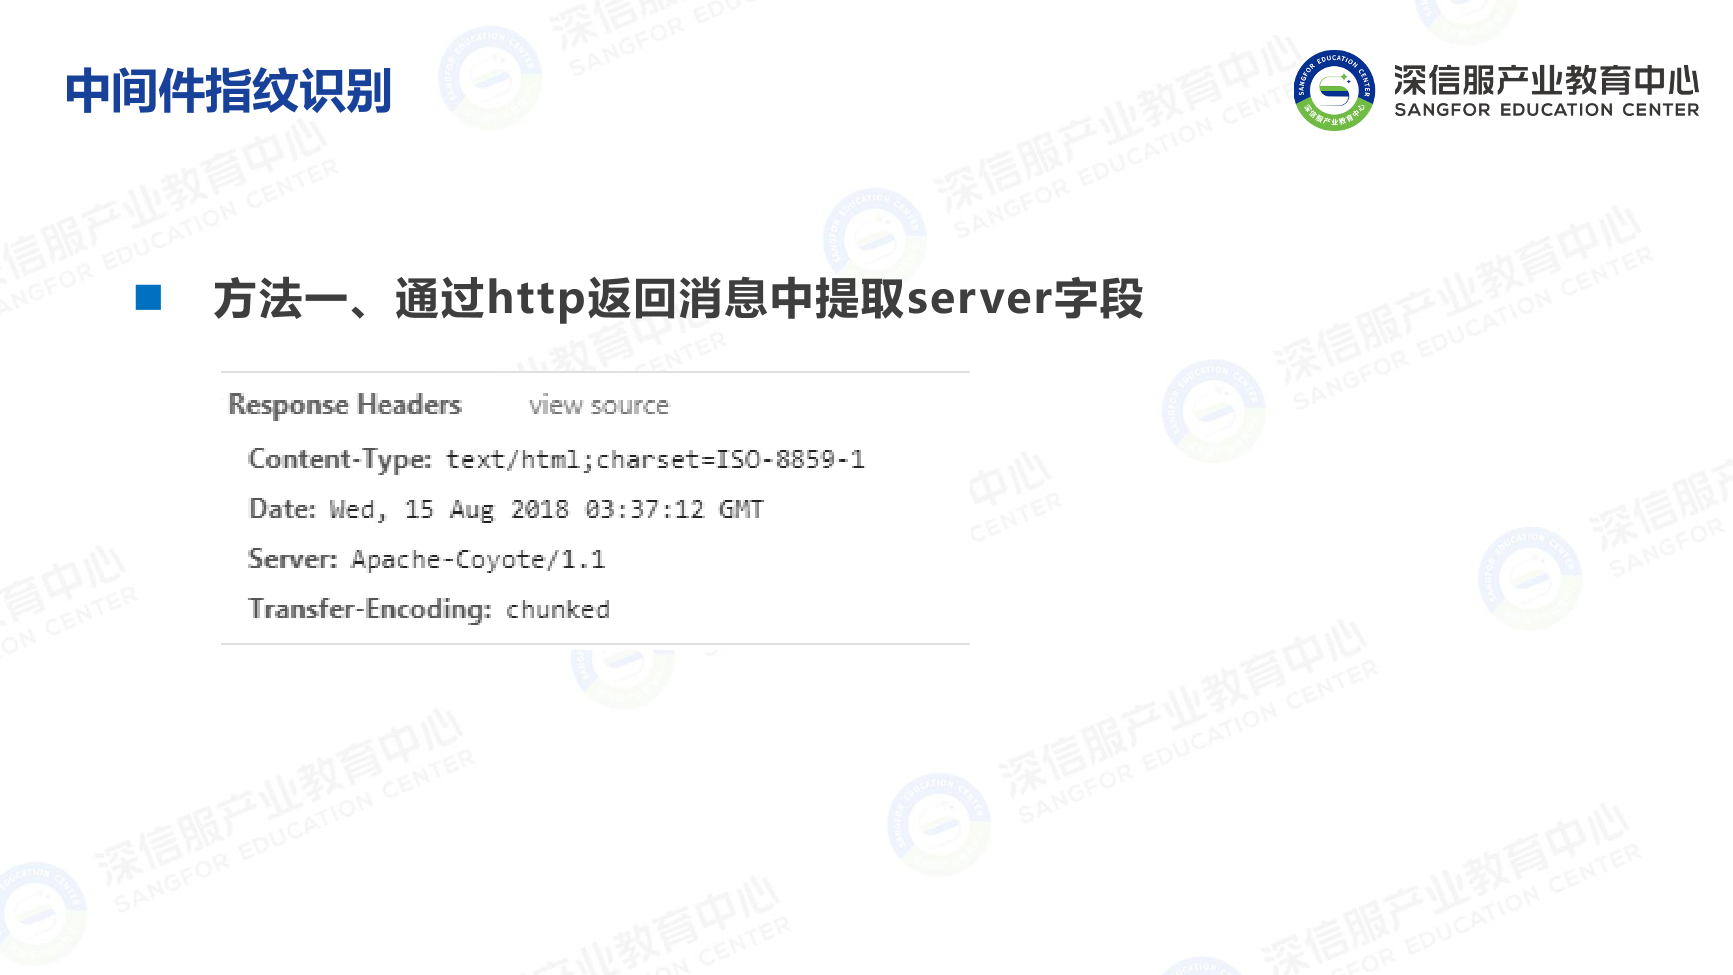 中间件指纹识别
深信服产业教育中心
SANGFOR EDUCATION CENTER
方法一、通过http返回消息中提取server字段
Response Headers view source
Content-Type: text/html;charset=ISO-8859-1
Date: Wed, 15 Aug 2018 03:37:12 GMT
Server: Apache-Coyote/1.1
Transfer-Encoding: chunked